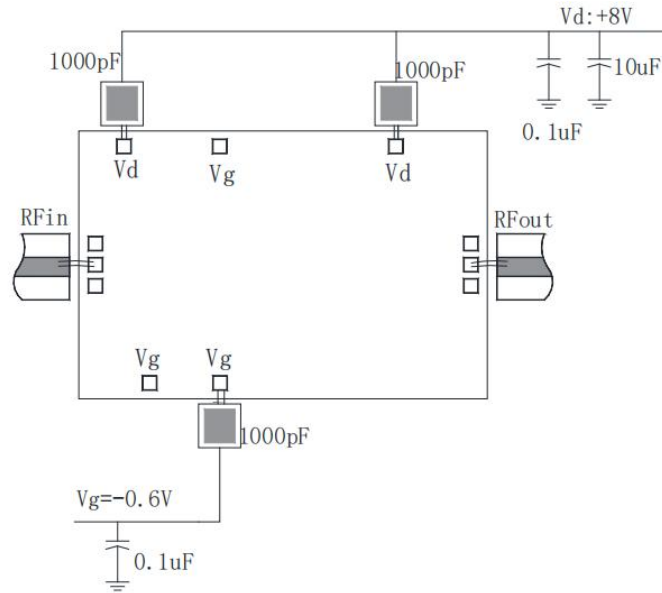 Vd:+8V
1000pF
1000pF
10uF
0.1uF
Vd
Vg
Vd
RFin
RFout
Vg
Vg
1000pF
Vg=-0.6V
0.1uF